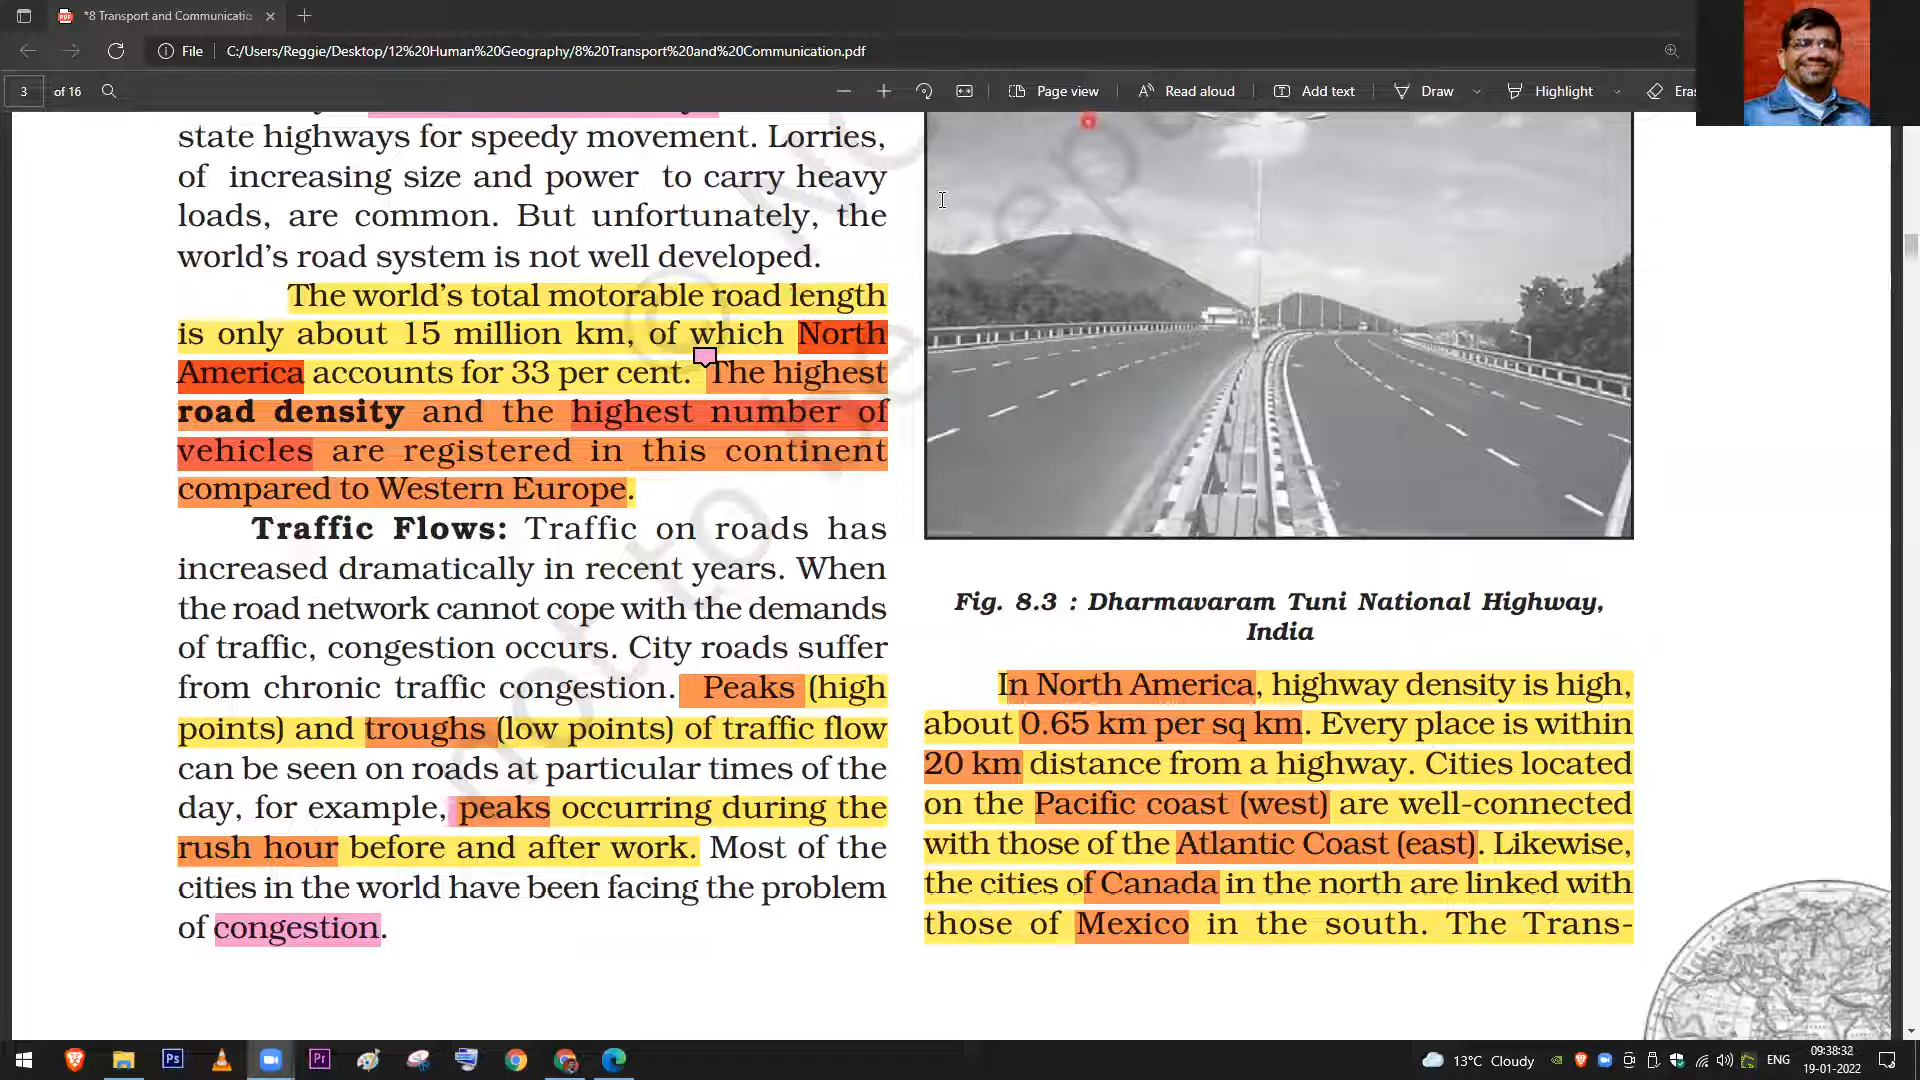 *8 Transport and Communicatio
File
C:/Users/Reggie/Desktop/12%20Human%20Geography/8%20Transport%20and%20Communication.pdf
3
of 16
Page view
Read aloud
Add text
Draw
Highlight
Eras
state highways for speedy movement. Lorries,
of increasing size and power to carry heavy
loads, are common. But unfortunately, the
world's road system is not well developed.
The world's total motorable road length
is only about 15 million km, of which North
America accounts for 33 per cent. The highest
road density and the highest number of
vehicles are registered in this continent
compared to Western Europe.
Traffic Flows: Traffic on roads has
increased dramatically in recent years. When
the road network cannot cope with the demands
of traffic, congestion occurs. City roads suffer
from chronic traffic congestion. Peaks (high
points) and troughs (low points) of traffic flow
can be seen on roads at particular times of the
day, for example, peaks occurring during the
rush hour before and after work. Most of the
cities in the world have been facing the problem
of congestion.
Fig. 8.3 : Dharmavaram Tuni National Highway,
India
In North America, highway density is high,
about 0.65 km per sq km. Every place is within
20 km distance from a highway. Cities located
on the Pacific coast (west) are well-connected
with those of the Atlantic Coast (east). Likewise,
the cities of Canada in the north are linked with
those of Mexico in the south. The Trans-
not to be rep
Ps
Pr
13°C Cloudy
ENG
09:38:32
19-01-2022